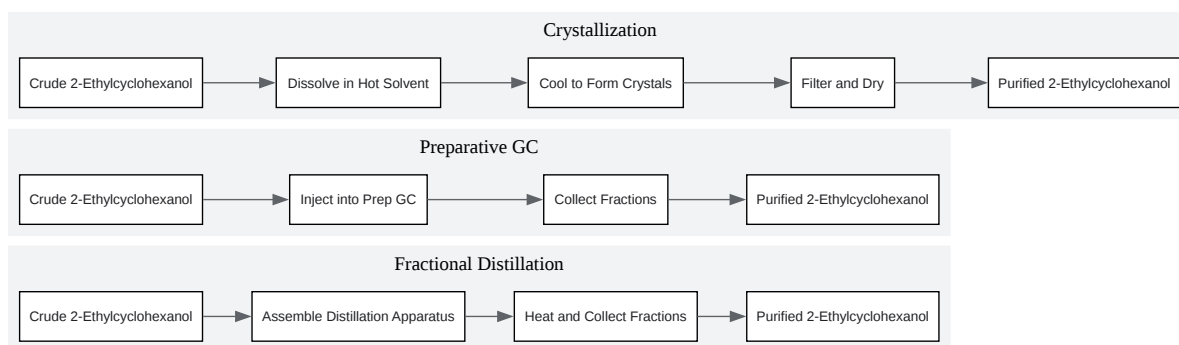 Crystallization
Crude 2-Ethylcyclohexanol
Dissolve in Hot Solvent
Cool to Form Crystals
Filter and Dry
Purified 2-Ethylcyclohexanol
Preparative GC
Crude 2-Ethylcyclohexanol
Inject into Prep GC
Collect Fractions
Purified 2-Ethylcyclohexanol
Fractional Distillation
Crude 2-Ethylcyclohexanol
Assemble Distillation Apparatus
Heat and Collect Fractions
Purified 2-Ethylcyclohexanol